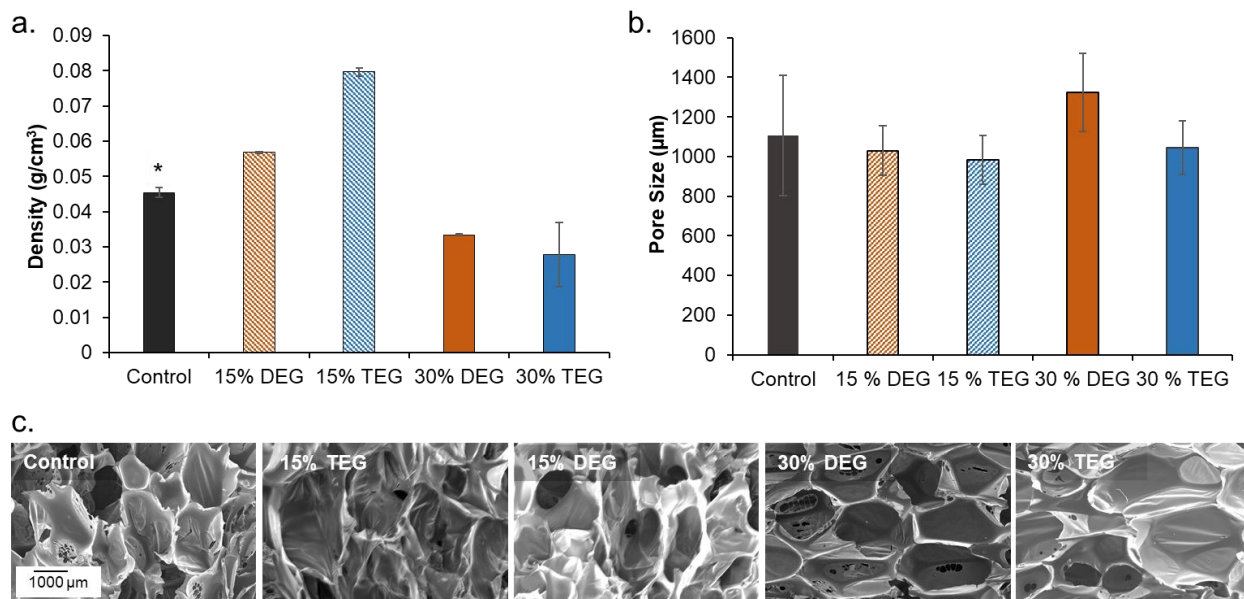 a.
Density (g/cm³)
0.09
0.08
0.07
0.06
0.05
0.04
0.03
0.02
0.01
0
*
Control 15% DEG 15% TEG 30% DEG 30% TEG
b.
Pore Size (µm)
1600
1400
1200
1000
800
600
400
200
0
Control 15 % DEG 15 % TEG 30 % DEG 30 % TEG
c.
Control
1000 µm
15% TEG
15% DEG
30% DEG
30% TEG